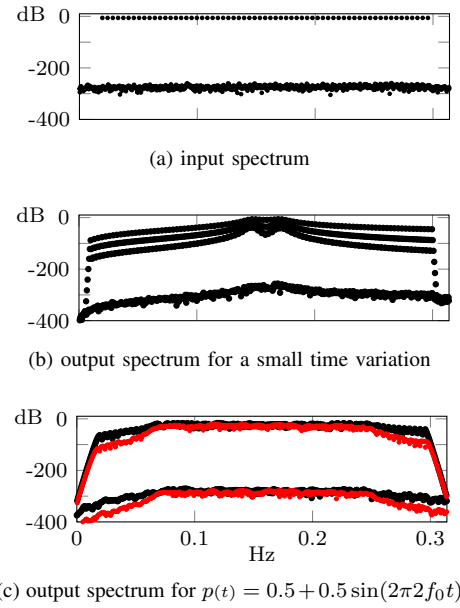 dB
0
-200
-400
(a) input spectrum
dB
0
-200
-400
(b) output spectrum for a small time variation
dB
0
-200
-400
0 0.1 0.2 0.3
Hz
(c) output spectrum for p(t) = 0.5 + 0.5 sin(2π2f₀t)